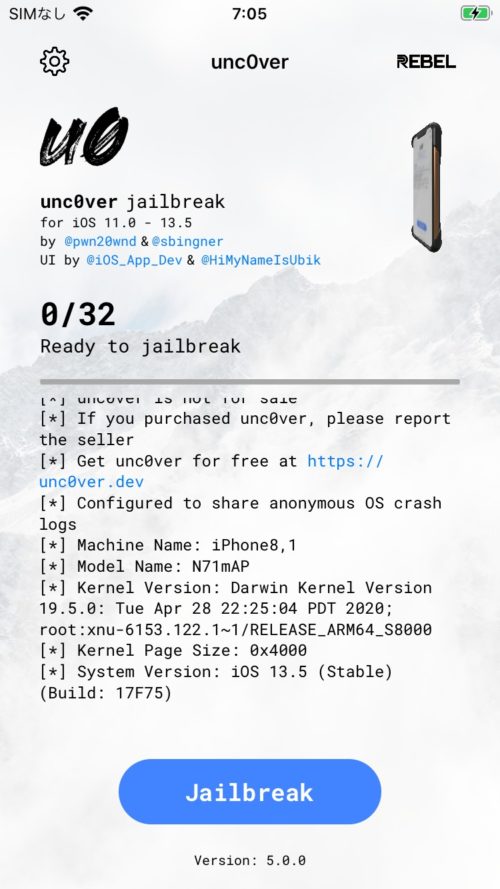 SIMなし 7:05
unc0ver REBEL
u0
unc0ver jailbreak
for iOS 11.0 - 13.5
by @pwn20wnd & @sbingner
UI by @iOS_App_Dev & @HiMyNameIsUbik
0/32
Ready to jailbreak
[*] unc0ver is not for sale
[*] If you purchased unc0ver, please report
the seller
[*] Get unc0ver for free at https://
unc0ver.dev
[*] Configured to share anonymous OS crash
logs
[*] Machine Name: iPhone8,1
[*] Model Name: N71mAP
[*] Kernel Version: Darwin Kernel Version
19.5.0: Tue Apr 28 22:25:04 PDT 2020;
root:xnu-6153.122.1~1/RELEASE_ARM64_S8000
[*] Kernel Page Size: 0x4000
[*] System Version: iOS 13.5 (Stable)
(Build: 17F75)
Jailbreak
Version: 5.0.0